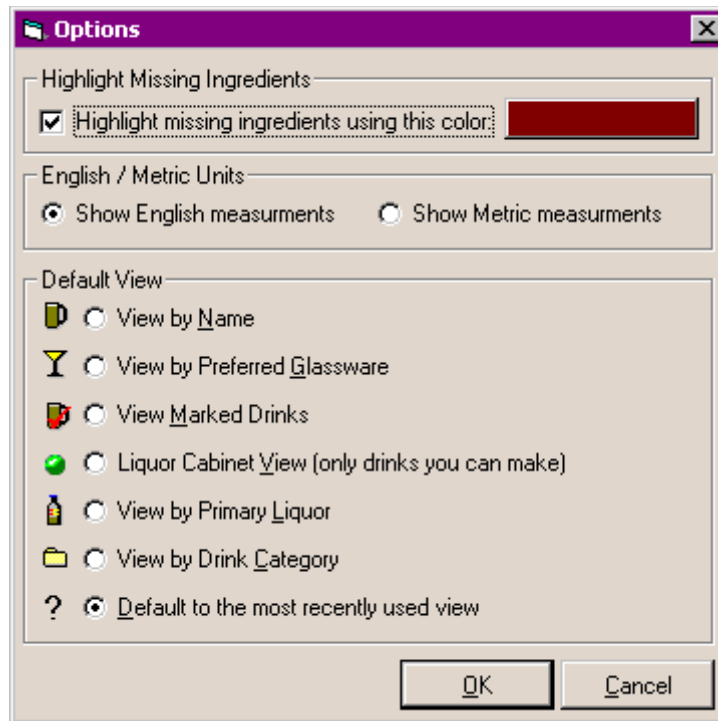 Options
Highlight Missing Ingredients
Highlight missing ingredients using this color:
English / Metric Units
Show English measurments Show Metric measurments
Default View
View by Name
View by Preferred Glassware
View Marked Drinks
Liquor Cabinet View (only drinks you can make)
View by Primary Liquor
View by Drink Category
? Default to the most recently used view
OK Cancel